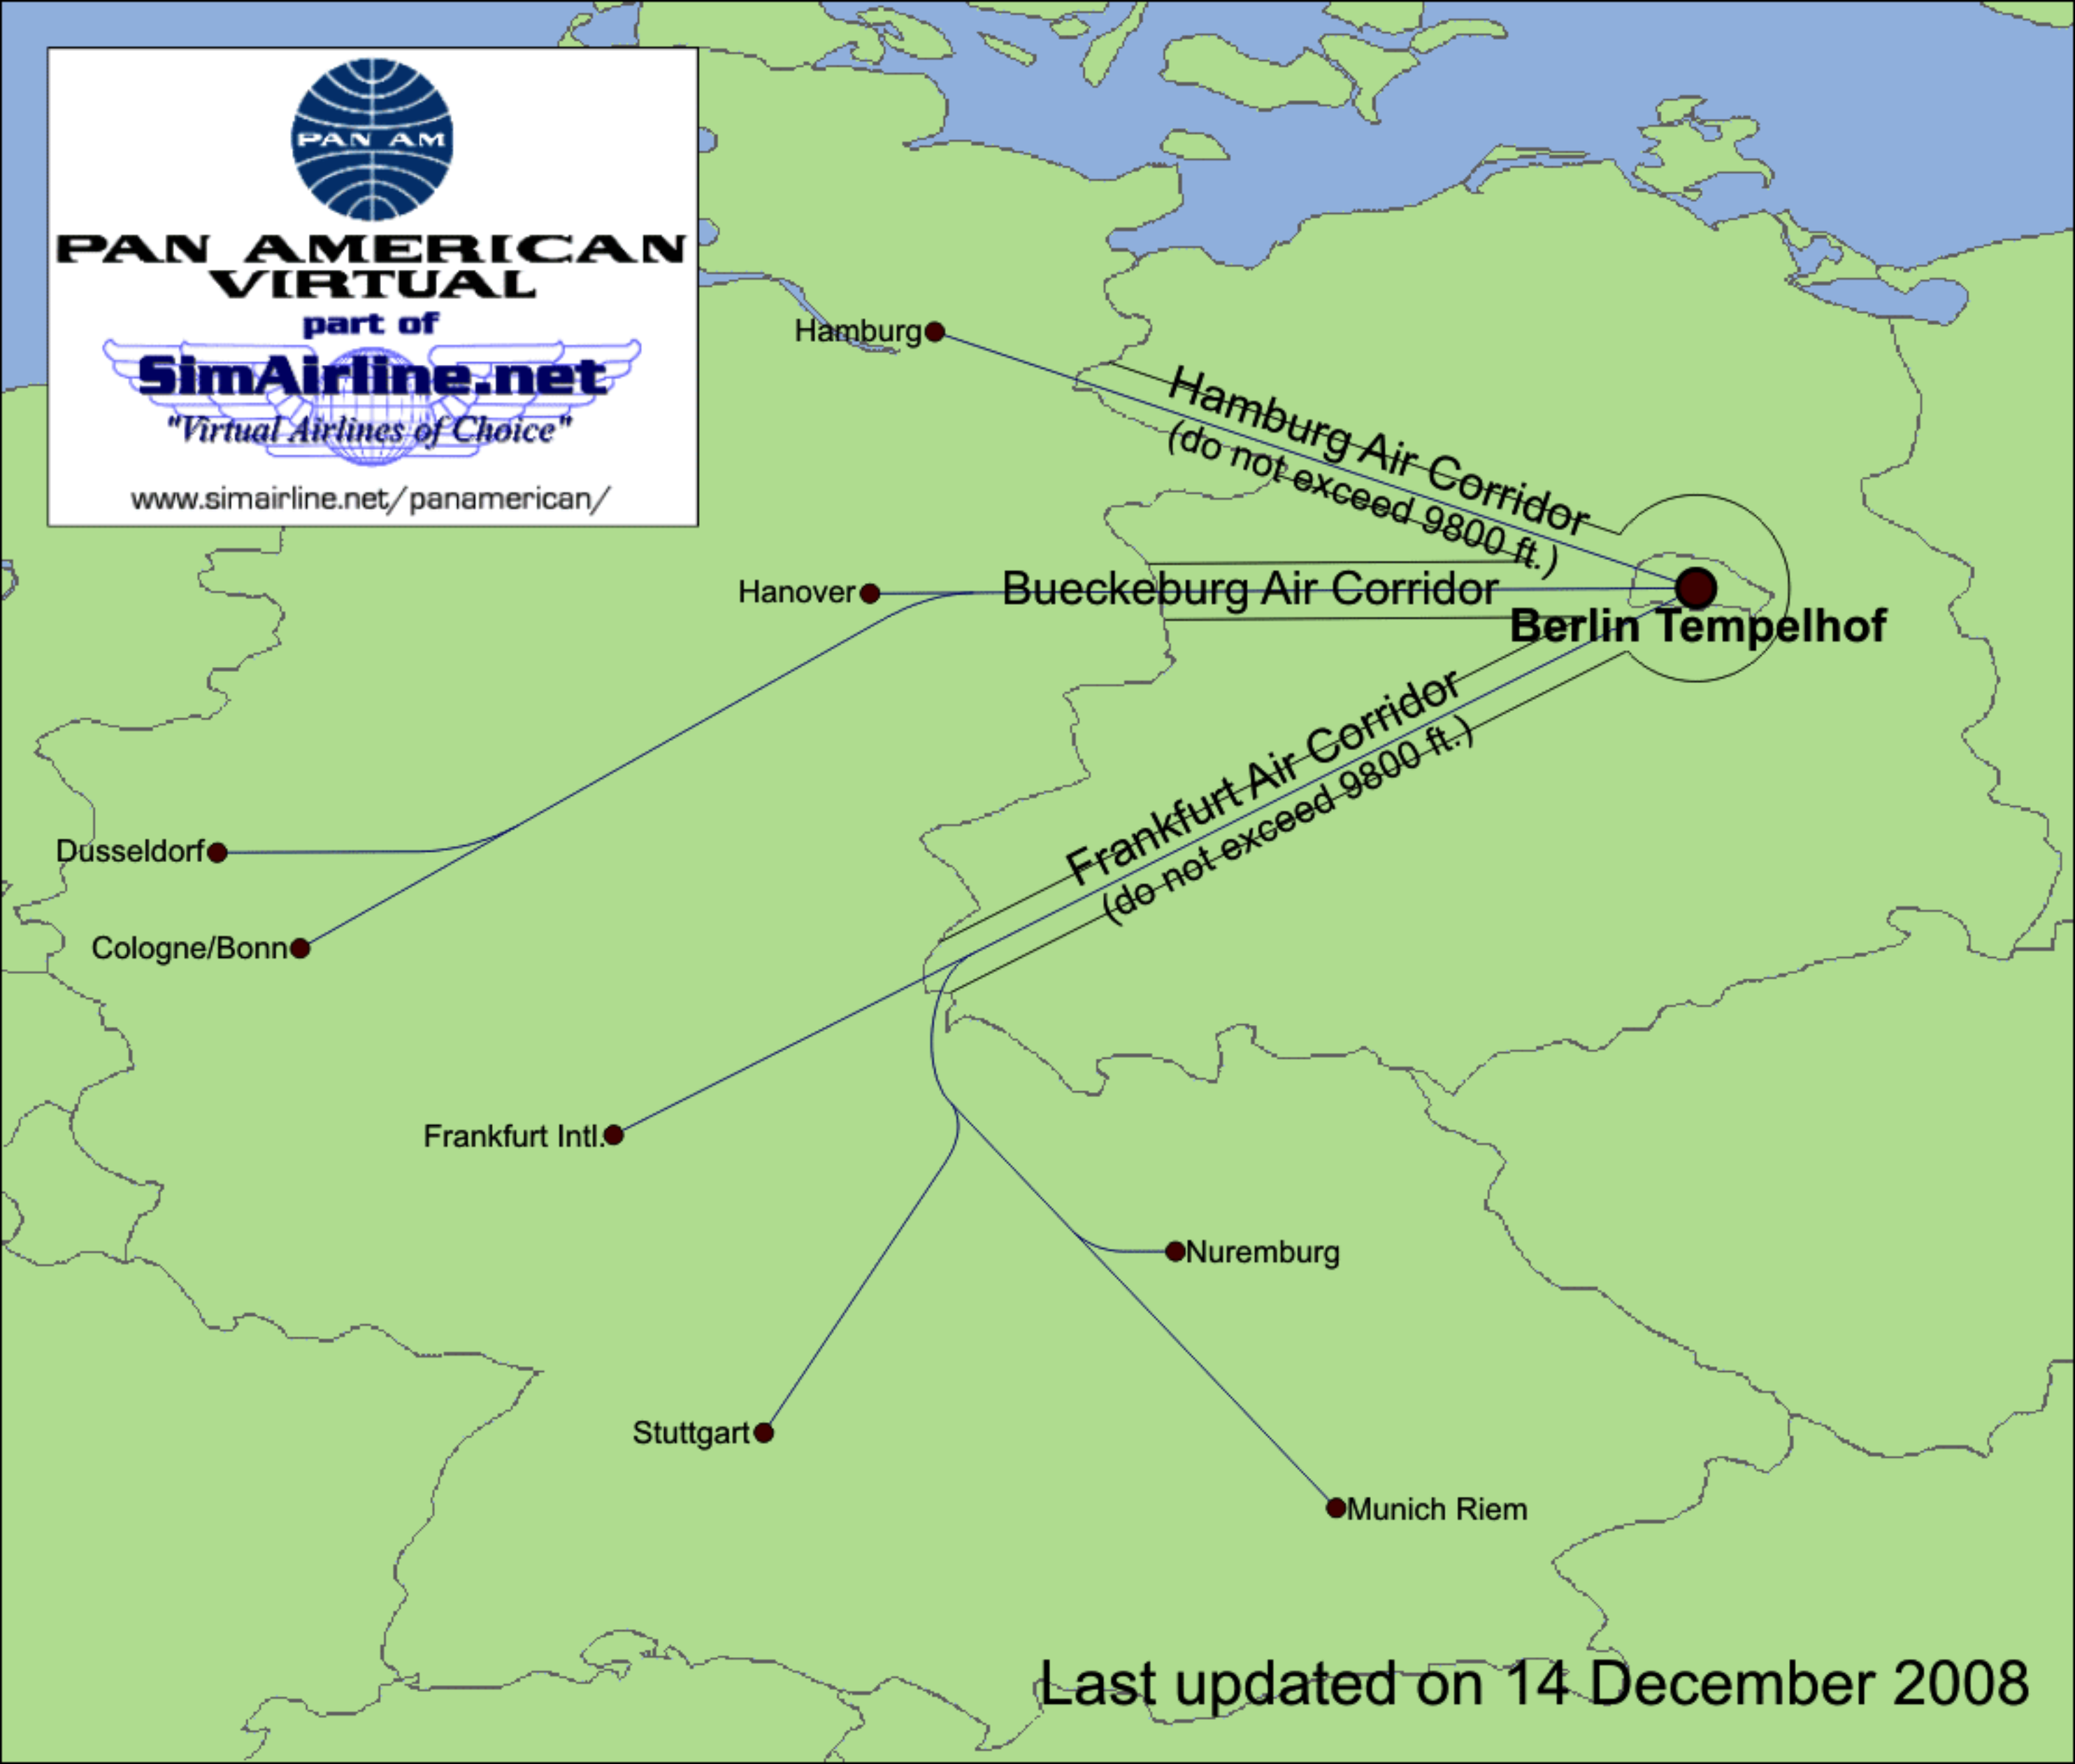 PAN AM
PAN AMERICAN
VIRTUAL
part of
SimAirline.net
"Virtual Airlines of Choice"
www.simairline.net/panamerican/
Hamburg
Hamburg Air Corridor
(do not exceed 9800 ft.)
Hanover
Bueckeburg Air Corridor
Berlin Tempelhof
Frankfurt Air Corridor
(do not exceed 9800 ft.)
Dusseldorf
Cologne/Bonn
Frankfurt Intl.
Nuremburg
Stuttgart
Munich Riem
Last updated on 14 December 2008